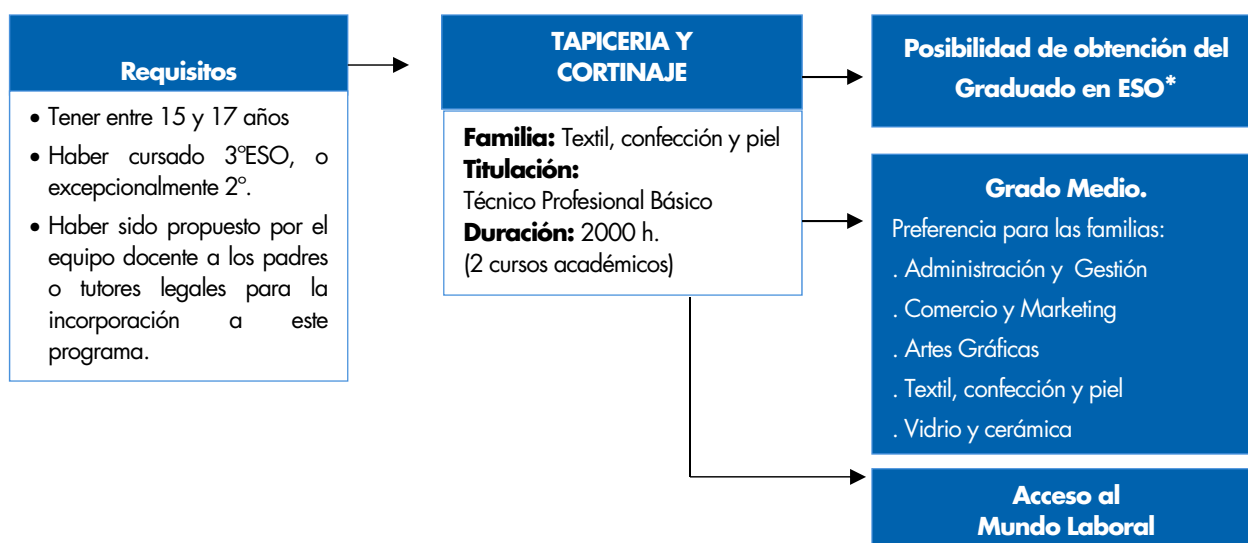 Requisitos
• Tener entre 15 y 17 años
• Haber cursado 3ºESO, o
excepcionalmente 2º.
• Haber sido propuesto por el
equipo docente a los padres
o tutores legales para la
incorporación a este
programa.
TAPICERIA Y
CORTINAJE
Familia: Textil, confección y piel
Titulación:
Técnico Profesional Básico
Duración: 2000 h.
(2 cursos académicos)
Posibilidad de obtención del
Graduado en ESO*
Grado Medio.
Preferencia para las familias:
. Administración y Gestión
. Comercio y Marketing
. Artes Gráficas
. Textil, confección y piel
. Vidrio y cerámica
Acceso al
Mundo Laboral